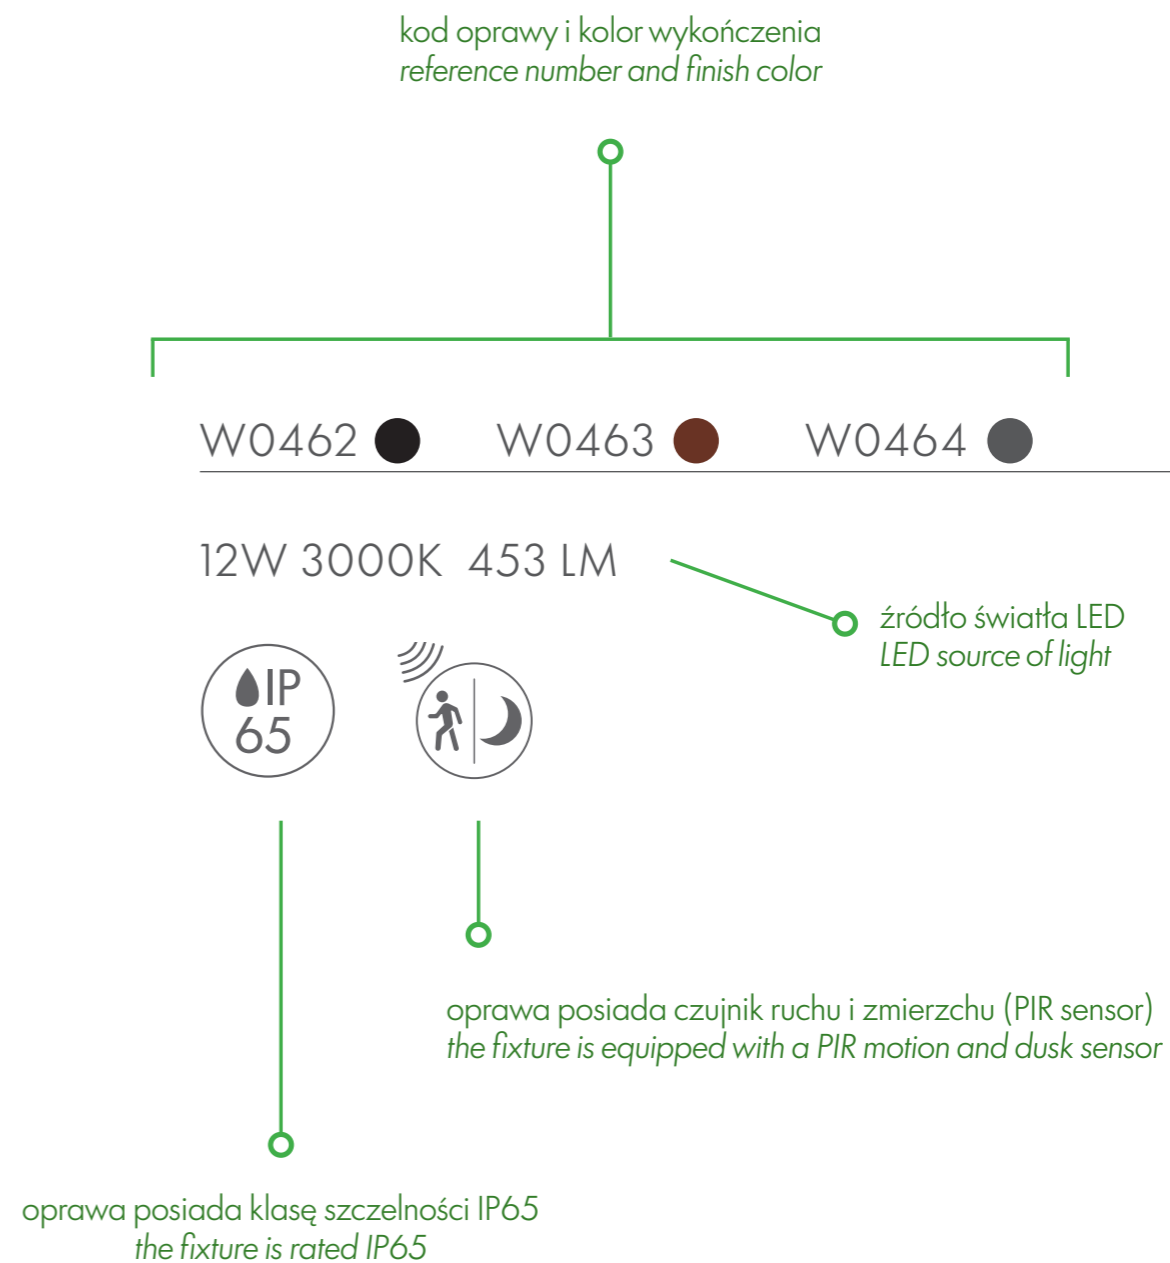 kod oprawy i kolor wykończenia
reference number and finish color
W0462 W0463 W0464
12W 3000K 453 LM
źródło światła LED
LED source of light
IP
65
oprawa posiada czujnik ruchu i zmierzchu (PIR sensor)
the fixture is equipped with a PIR motion and dusk sensor
oprawa posiada klasę szczelności IP65
the fixture is rated IP65